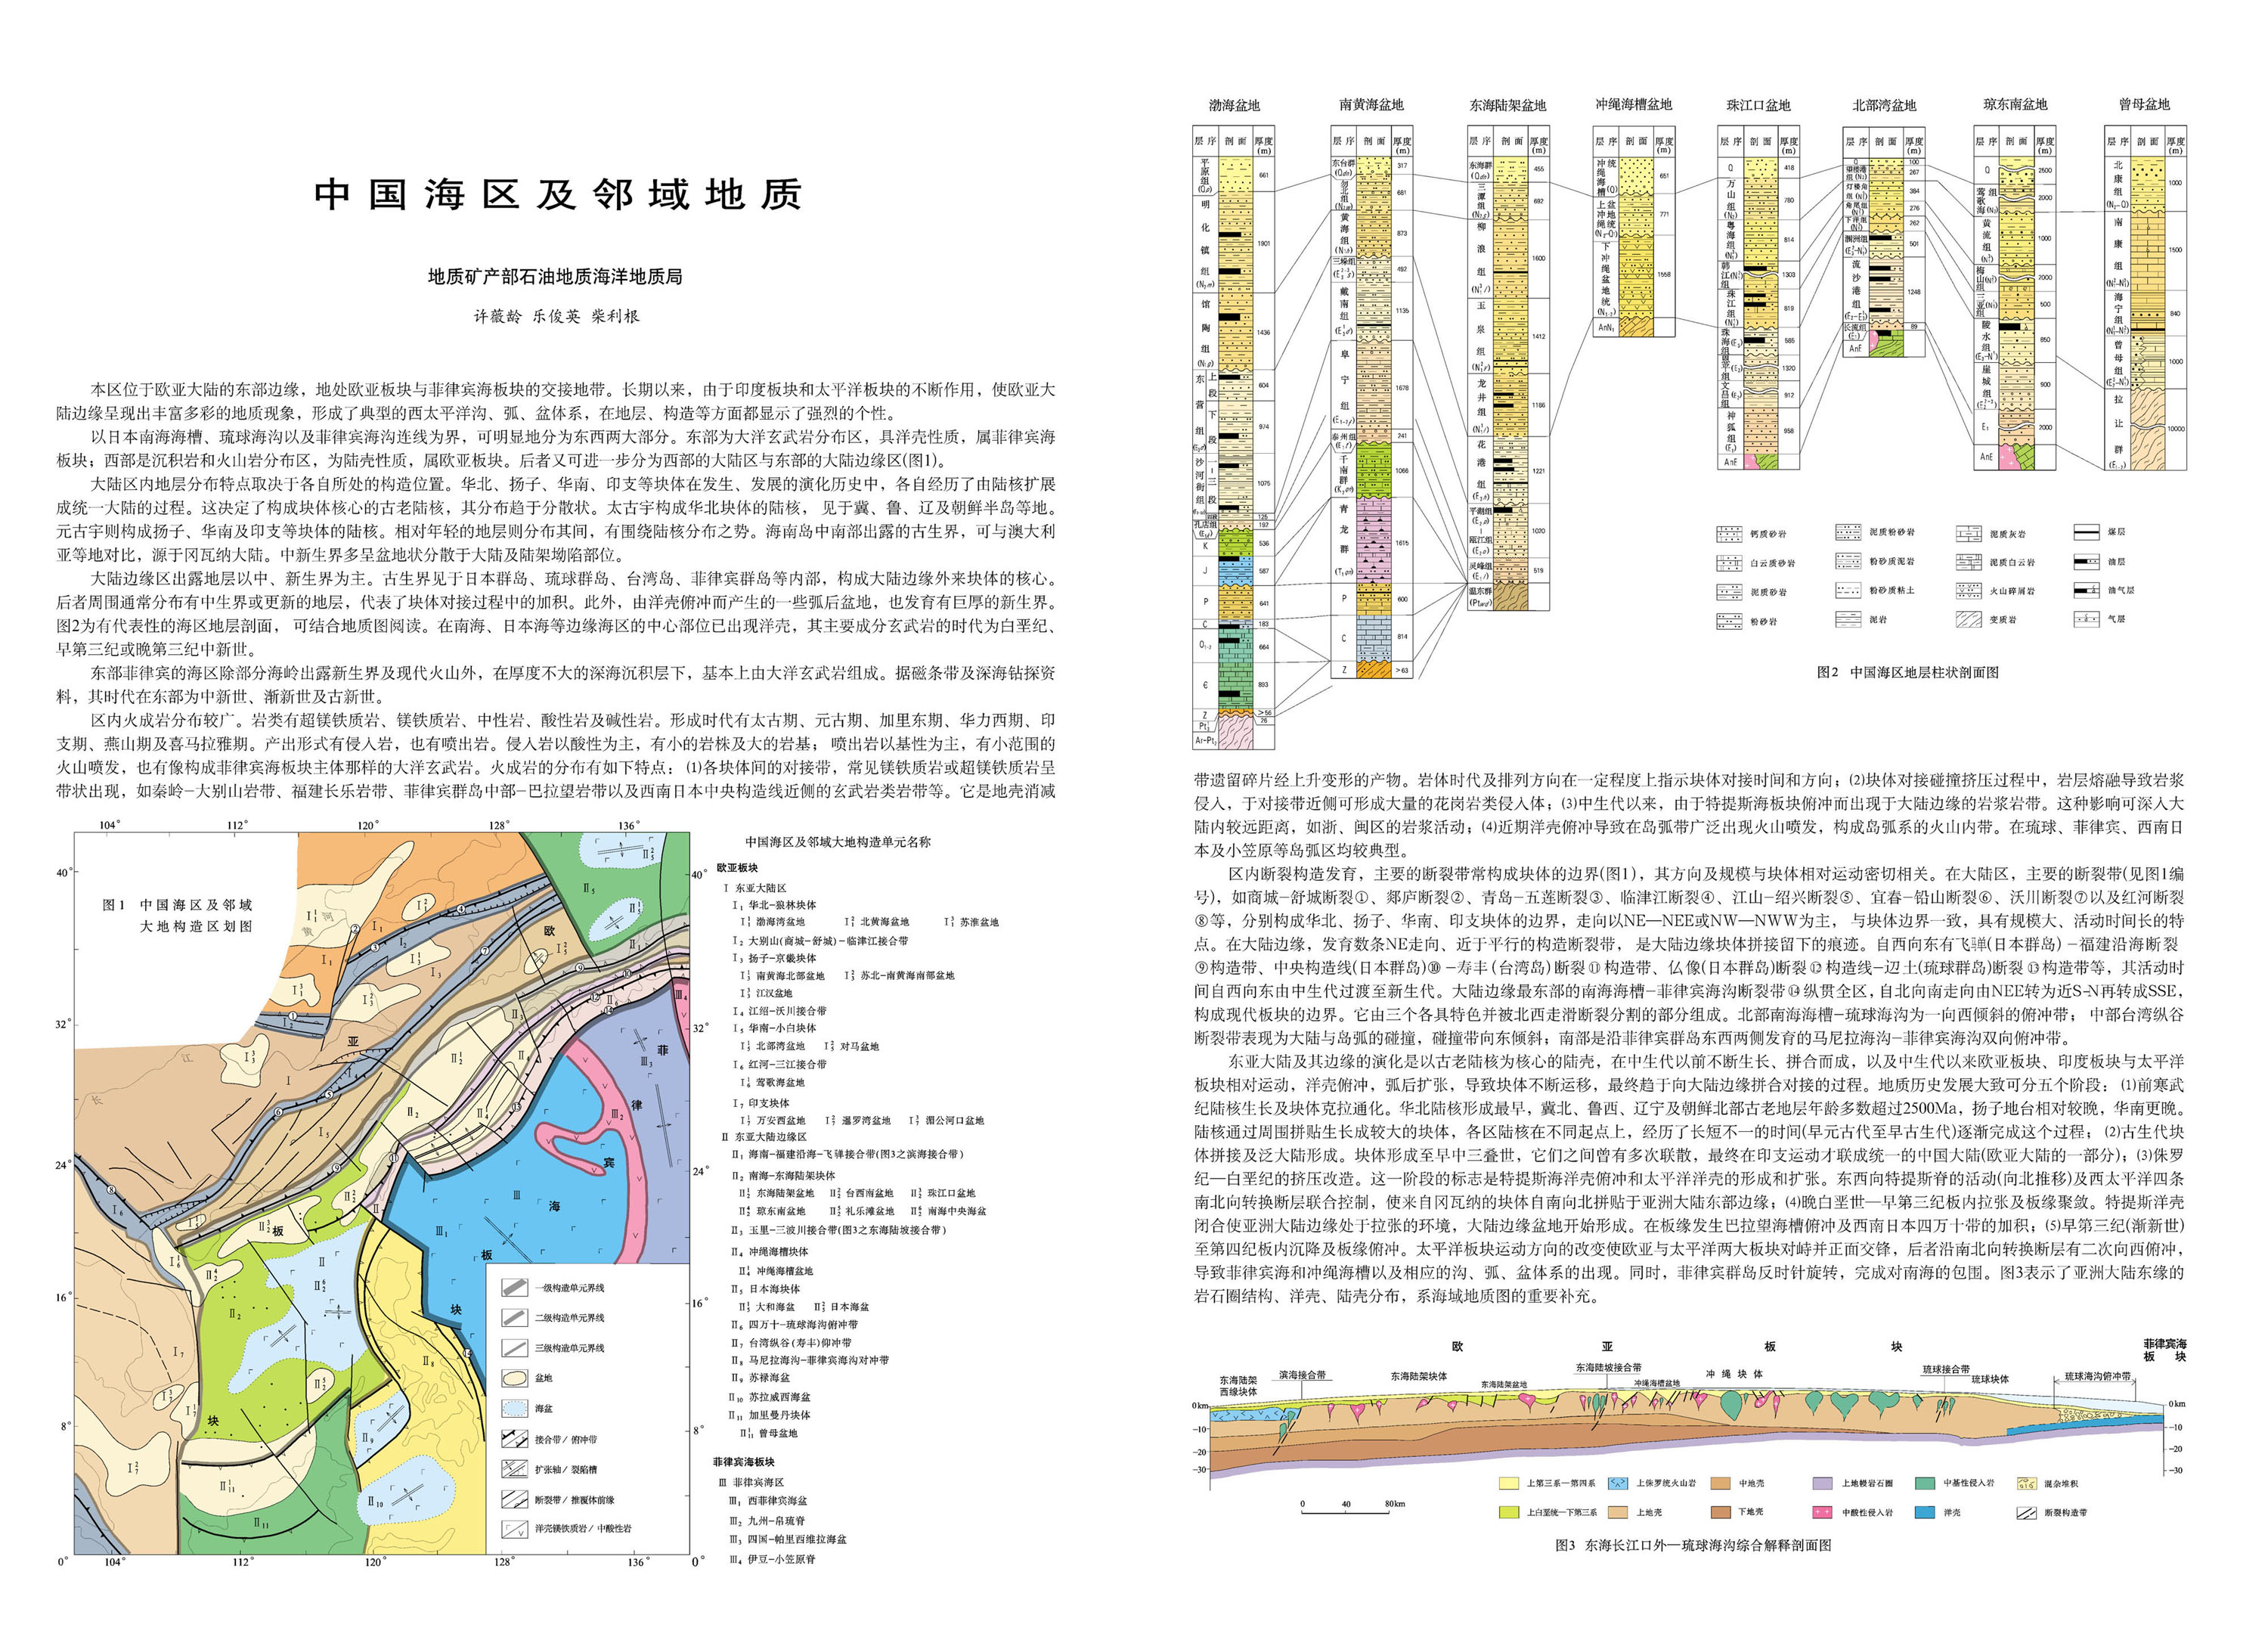 中国海区及邻域地质
地质矿产部石油地质海洋地质局
许薇龄 乐俊英 柴利根
本区位于欧亚大陆的东部边缘，地处欧亚板块与菲律宾海板块的交接地带。长期以来，由于印度板块和太平洋板块的不断作用，使欧亚大
陆边缘呈现出丰富多彩的地质现象，形成了典型的西太平洋沟、弧、盆体系，在地层、构造等方面都显示了强烈的个性。
以日本南海海槽、琉球海沟以及菲律宾海沟连线为界，可明显地分为东西两大部分。东部为大洋玄武岩分布区，具洋壳性质，属菲律宾海
板块；西部是沉积岩和火山岩分布区，为陆壳性质，属欧亚板块。后者又可进一步分为西部的大陆区与东部的大陆边缘区(图1)。
大陆区内地层分布特点取决于各自所处的构造位置。华北、扬子、华南、印支等块体在发生、发展的演化历史中，各自经历了由陆核扩展
成统一大陆的过程。这决定了构成块体核心的古老陆核，其分布趋于分散状。太古宇构成华北块体的陆核， 见于冀、鲁、辽及朝鲜半岛等地。
元古宇则构成扬子、华南及印支等块体的陆核。相对年轻的地层则分布其间，有围绕陆核分布之势。海南岛中南部出露的古生界，可与澳大利
亚等地对比，源于冈瓦纳大陆。中新生界多呈盆地状分散于大陆及陆架坳陷部位。
大陆边缘区出露地层以中、新生界为主。古生界见于日本群岛、琉球群岛、台湾岛、菲律宾群岛等内部，构成大陆边缘外来块体的核心。
后者周围通常分布有中生界或更新的地层，代表了块体对接过程中的加积。此外，由洋壳俯冲而产生的一些弧后盆地，也发育有巨厚的新生界。
图2为有代表性的海区地层剖面， 可结合地质图阅读。在南海、日本海等边缘海区的中心部位已出现洋壳，其主要成分玄武岩的时代为白垩纪、
早第三纪或晚第三纪中新世。
东部菲律宾的海区除部分海岭出露新生界及现代火山外，在厚度不大的深海沉积层下，基本上由大洋玄武岩组成。据磁条带及深海钻探资
料，其时代在东部为中新世、渐新世及古新世。
区内火成岩分布较广。岩类有超镁铁质岩、镁铁质岩、中性岩、酸性岩及碱性岩。形成时代有太古期、元古期、加里东期、华力西期、印
支期、燕山期及喜马拉雅期。产出形式有侵入岩，也有喷出岩。侵入岩以酸性为主，有小的岩株及大的岩基； 喷出岩以基性为主，有小范围的
火山喷发，也有像构成菲律宾海板块主体那样的大洋玄武岩。火成岩的分布有如下特点：(1)各块体间的对接带，常见镁铁质岩或超镁铁质岩呈
带状出现，如秦岭-大别山岩带、福建长乐岩带、菲律宾群岛中部-巴拉望岩带以及西南日本中央构造线近侧的玄武岩类岩带等。它是地壳消减
图1 中国海区及邻域
大地构造区划图
104° 112° 120° 128° 136°
40° 32° 24° 16° 8° 0°
欧 亚 板 块
菲 律 宾 海 板 块
一级构造单元界线
二级构造单元界线
三级构造单元界线
盆地
海盆
接合带/俯冲带
扩张轴/裂陷槽
断裂带/推覆体前缘
洋壳镁铁质岩/中酸性岩
中国海区及邻域大地构造单元名称
欧亚板块
Ⅰ 东亚大陆区
Ⅰ₁ 华北-狼林块体
Ⅰ₁¹ 渤海湾盆地 Ⅰ₁² 北黄海盆地 Ⅰ₁³ 苏淮盆地
Ⅰ₂ 大别山(商城-舒城)-临津江接合带
Ⅰ₃ 扬子-京畿块体
Ⅰ₃¹ 南黄海北部盆地 Ⅰ₃² 苏北-南黄海南部盆地
Ⅰ₃³ 江汉盆地
Ⅰ₄ 江绍-沃川接合带
Ⅰ₅ 华南-小白块体
Ⅰ₅¹ 北部湾盆地 Ⅰ₅² 对马盆地
Ⅰ₆ 红河-三江接合带
Ⅰ₆¹ 莺歌海盆地
Ⅰ₇ 印支块体
Ⅰ₇¹ 万安西盆地 Ⅰ₇² 暹罗湾盆地 Ⅰ₇³ 湄公河口盆地
Ⅱ 东亚大陆边缘区
Ⅱ₁ 海南-福建沿海-飞驒接合带(图3之滨海接合带)
Ⅱ₂ 南海-东海陆架块体
Ⅱ₂¹ 东海陆架盆地 Ⅱ₂² 台西南盆地 Ⅱ₂³ 珠江口盆地
Ⅱ₂⁴ 琼东南盆地 Ⅱ₂⁵ 礼乐滩盆地 Ⅱ₂⁶ 南海中央海盆
Ⅱ₃ 玉里-三波川接合带(图3之东海陆坡接合带)
Ⅱ₄ 冲绳海槽块体
Ⅱ₄¹ 冲绳海槽盆地
Ⅱ₅ 日本海块体
Ⅱ₅¹ 大和海盆 Ⅱ₅² 日本海盆
Ⅱ₆ 四万十-琉球海沟俯冲带
Ⅱ₇ 台湾纵谷(寿丰)仰冲带
Ⅱ₈ 马尼拉海沟-菲律宾海沟对冲带
Ⅱ₉ 苏禄海盆
Ⅱ₁₀ 苏拉威西海盆
Ⅱ₁₁ 加里曼丹块体
Ⅱ₁₁¹ 曾母盆地
菲律宾海板块
Ⅲ 菲律宾海区
Ⅲ₁ 西菲律宾海盆
Ⅲ₂ 九州-帛琉脊
Ⅲ₃ 四国-帕里西维拉海盆
Ⅲ₄ 伊豆-小笠原脊
渤海盆地 南黄海盆地 东海陆架盆地 冲绳海槽盆地 珠江口盆地 北部湾盆地 琼东南盆地 曾母盆地
层序 剖面 厚度(m)
钙质砂岩 泥质粉砂岩 泥质灰岩 煤层
白云质砂岩 粉砂质泥岩 泥质白云岩 油层
泥质砂岩 粉砂质粘土 火山碎屑岩 油气层
粉砂岩 泥岩 变质岩 气层
图2 中国海区地层柱状剖面图
带遗留碎片经上升变形的产物。岩体时代及排列方向在一定程度上指示块体对接时间和方向；(2)块体对接碰撞挤压过程中，岩层熔融导致岩浆
侵入，于对接带近侧可形成大量的花岗岩类侵入体；(3)中生代以来，由于特提斯海板块俯冲而出现于大陆边缘的岩浆岩带。这种影响可深入大
陆内较远距离，如浙、闽区的岩浆活动；(4)近期洋壳俯冲导致在岛弧带广泛出现火山喷发，构成岛弧系的火山内带。在琉球、菲律宾、西南日
本及小笠原等岛弧区均较典型。
区内断裂构造发育，主要的断裂带常构成块体的边界(图1)，其方向及规模与块体相对运动密切相关。在大陆区，主要的断裂带(见图1编
号)，如商城-舒城断裂①、郯庐断裂②、青岛-五莲断裂③、临津江断裂④、江山-绍兴断裂⑤、宜春-铅山断裂⑥、沃川断裂⑦以及红河断裂
⑧等，分别构成华北、扬子、华南、印支块体的边界，走向以NE—NEE或NW—NWW为主， 与块体边界一致，具有规模大、活动时间长的特
点。在大陆边缘，发育数条NE走向、近于平行的构造断裂带， 是大陆边缘块体拼接留下的痕迹。自西向东有飞驒(日本群岛)-福建沿海断裂
⑨构造带、中央构造线(日本群岛)⑩-寿丰(台湾岛)断裂⑪构造带、仏像(日本群岛)断裂⑫构造线-辺土(琉球群岛)断裂⑬构造带等，其活动时
间自西向东由中生代过渡至新生代。大陆边缘最东部的南海海槽-菲律宾海沟断裂带⑭纵贯全区，自北向南走向由NEE转为近S-N再转成SSE，
构成现代板块的边界。它由三个各具特色并被北西走滑断裂分割的部分组成。北部南海海槽-琉球海沟为一向西倾斜的俯冲带； 中部台湾纵谷
断裂带表现为大陆与岛弧的碰撞，碰撞带向东倾斜；南部是沿菲律宾群岛东西两侧发育的马尼拉海沟-菲律宾海沟双向俯冲带。
东亚大陆及其边缘的演化是以古老陆核为核心的陆壳，在中生代以前不断生长、拼合而成，以及中生代以来欧亚板块、印度板块与太平洋
板块相对运动，洋壳俯冲，弧后扩张，导致块体不断运移，最终趋于向大陆边缘拼合对接的过程。地质历史发展大致可分五个阶段：(1)前寒武
纪陆核生长及块体克拉通化。华北陆核形成最早，冀北、鲁西、辽宁及朝鲜北部古老地层年龄多数超过2500Ma，扬子地台相对较晚，华南更晚。
陆核通过周围拼贴生长成较大的块体，各区陆核在不同起点上，经历了长短不一的时间(早元古代至早古生代)逐渐完成这个过程；(2)古生代块
体拼接及泛大陆形成。块体形成至早中三叠世，它们之间曾有多次联散，最终在印支运动才联成统一的中国大陆(欧亚大陆的一部分)；(3)侏罗
纪—白垩纪的挤压改造。这一阶段的标志是特提斯海洋壳俯冲和太平洋洋壳的形成和扩张。东西向特提斯脊的活动(向北推移)及西太平洋四条
南北向转换断层联合控制，使来自冈瓦纳的块体自南向北拼贴于亚洲大陆东部边缘；(4)晚白垩世—早第三纪板内拉张及板缘聚敛。特提斯洋壳
闭合使亚洲大陆边缘处于拉张的环境，大陆边缘盆地开始形成。在板缘发生巴拉望海槽俯冲及西南日本四万十带的加积；(5)早第三纪(渐新世)
至第四纪板内沉降及板缘俯冲。太平洋板块运动方向的改变使欧亚与太平洋两大板块对峙并正面交锋，后者沿南北向转换断层有二次向西俯冲，
导致菲律宾海和冲绳海槽以及相应的沟、弧、盆体系的出现。同时，菲律宾群岛反时针旋转，完成对南海的包围。图3表示了亚洲大陆东缘的
岩石圈结构、洋壳、陆壳分布，系海域地质图的重要补充。
欧 亚 板 块 菲律宾海板块
东海陆架西缘块体 滨海接合带 东海陆架块体 东海陆架盆地 东海陆坡接合带 冲绳海槽盆地 冲绳块体 琉球接合带 琉球块体 琉球海沟俯冲带
0km -10 -20 -30
上第三系—第四系 上侏罗统火山岩 中地壳 上地幔岩石圈 中基性侵入岩 混杂堆积
上白垩统—下第三系 上地壳 下地壳 中酸性侵入岩 洋壳 断裂构造带
0 40 80km
图3 东海长江口外—琉球海沟综合解释剖面图